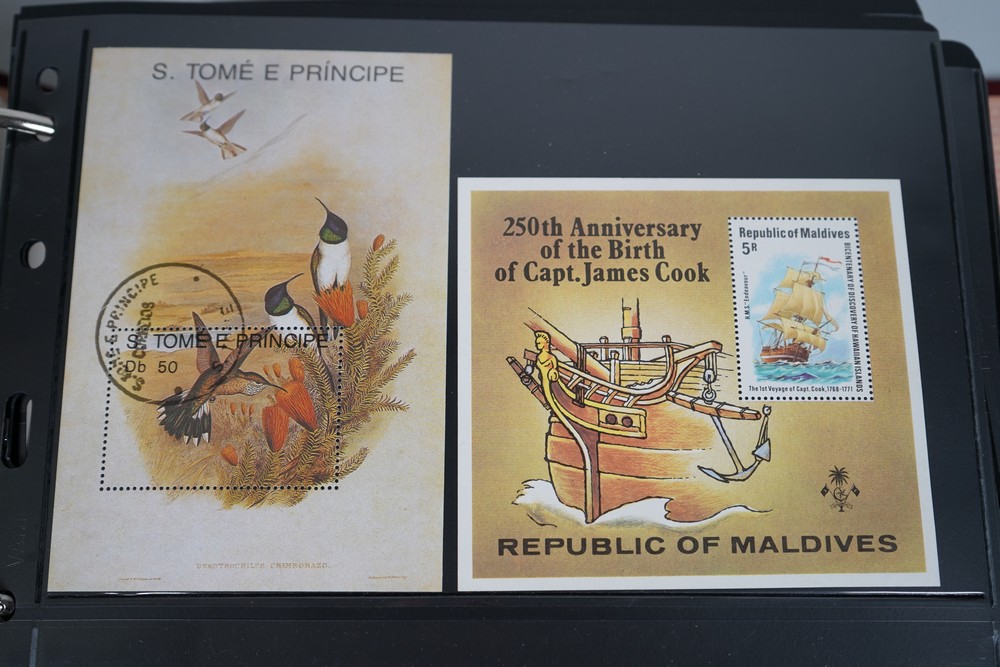 S. TOMÉ E PRÍNCIPE
S. TOMÉ E PRÍNCIPE
Db 50
250th Anniversary
of the Birth
of Capt. James Cook
Republic of Maldives
5R
H.M.S. "Endeavour"
BICENTENARY OF DISCOVERY OF HAWAIIAN ISLANDS
The 1st Voyage of Capt. Cook, 1768-1771
REPUBLIC OF MALDIVES